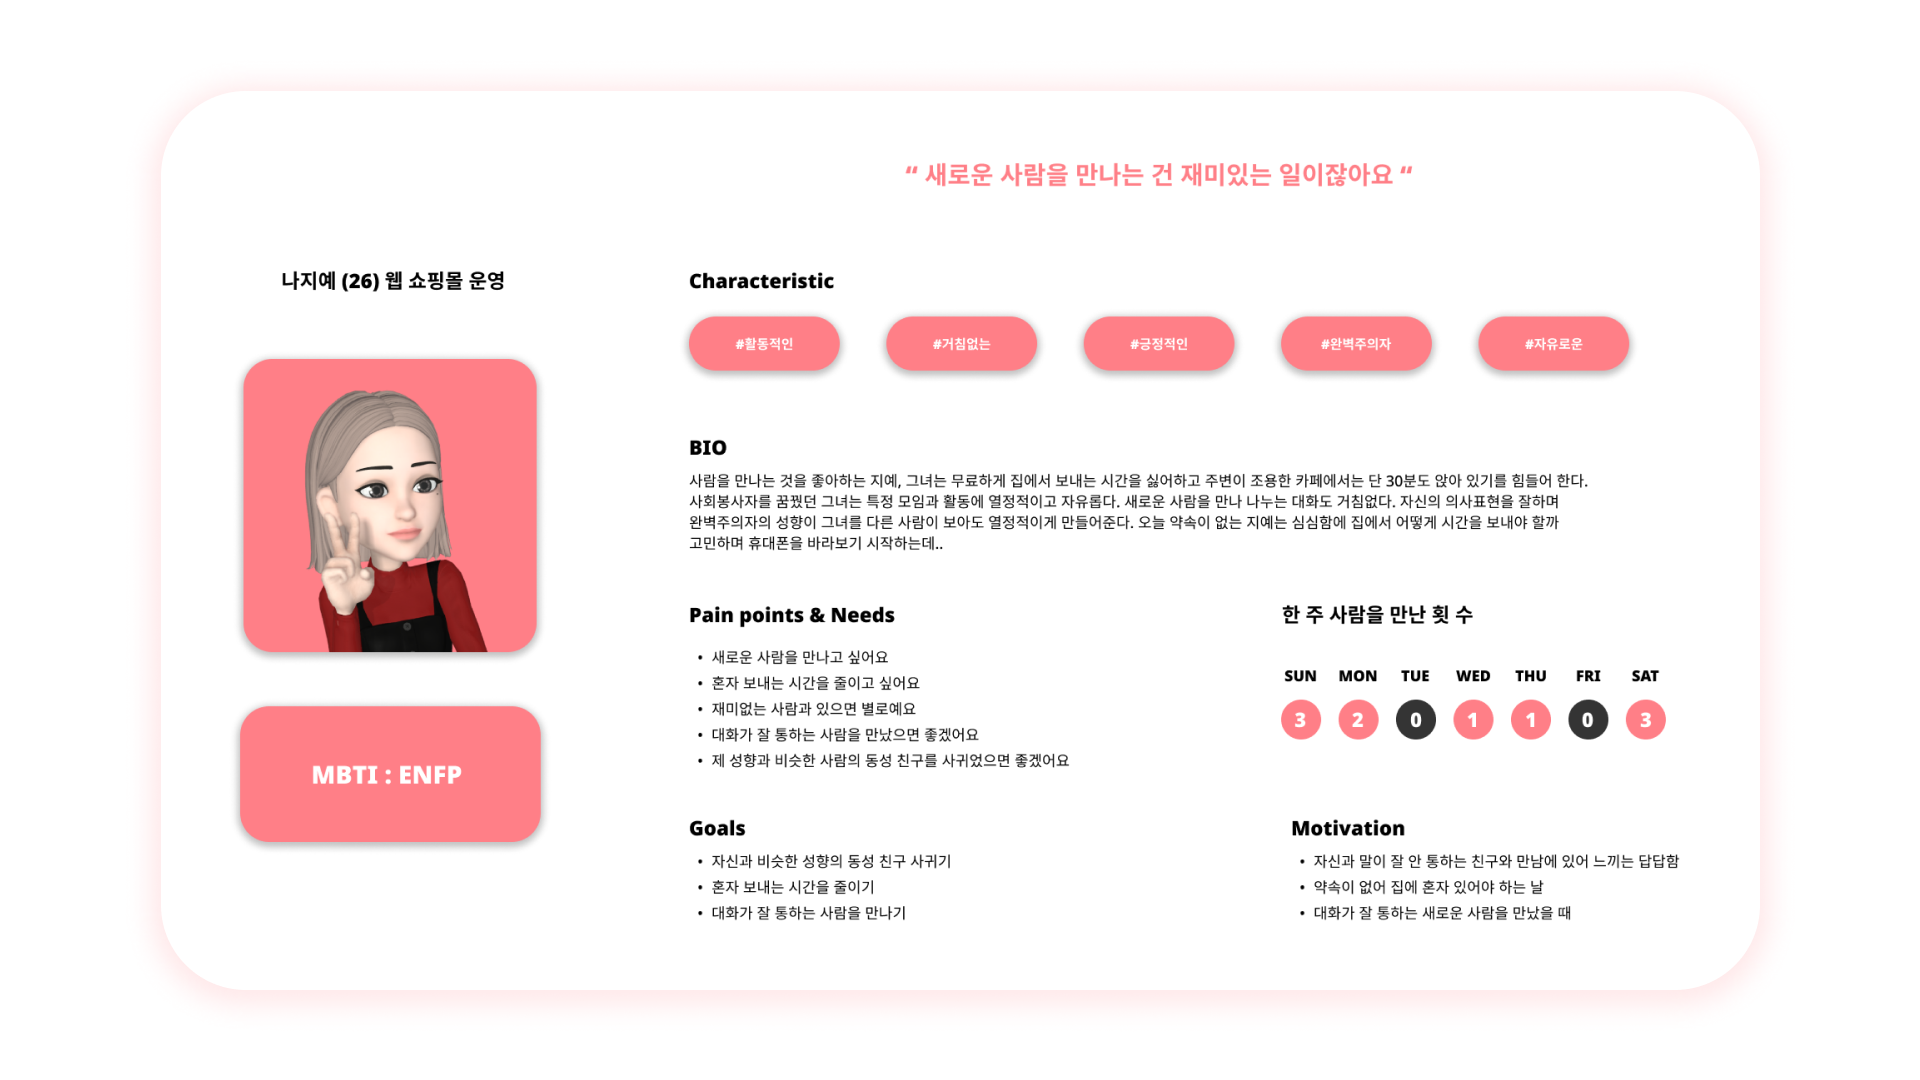 “ 새로운 사람을 만나는 건 재미있는 일이잖아요 “
나지예 (26) 웹 쇼핑몰 운영
MBTI : ENFP
Characteristic
#활동적인 #거침없는 #긍정적인 #완벽주의자 #자유로운
BIO
사람을 만나는 것을 좋아하는 지예, 그녀는 무료하게 집에서 보내는 시간을 싫어하고 주변이 조용한 카페에서는 단 30분도 앉아 있기를 힘들어 한다.
사회봉사자를 꿈꿨던 그녀는 특정 모임과 활동에 열정적이고 자유롭다. 새로운 사람을 만나 나누는 대화도 거침없다. 자신의 의사표현을 잘하며
완벽주의자의 성향이 그녀를 다른 사람이 보아도 열정적이게 만들어준다. 오늘 약속이 없는 지예는 심심함에 집에서 어떻게 시간을 보내야 할까
고민하며 휴대폰을 바라보기 시작하는데..
Pain points & Needs
• 새로운 사람을 만나고 싶어요
• 혼자 보내는 시간을 줄이고 싶어요
• 재미없는 사람과 있으면 별로예요
• 대화가 잘 통하는 사람을 만났으면 좋겠어요
• 제 성향과 비슷한 사람의 동성 친구를 사귀었으면 좋겠어요
한 주 사람을 만난 횟 수
SUN MON TUE WED THU FRI SAT
3 2 0 1 1 0 3
Goals
• 자신과 비슷한 성향의 동성 친구 사귀기
• 혼자 보내는 시간을 줄이기
• 대화가 잘 통하는 사람을 만나기
Motivation
• 자신과 말이 잘 안 통하는 친구와 만남에 있어 느끼는 답답함
• 약속이 없어 집에 혼자 있어야 하는 날
• 대화가 잘 통하는 새로운 사람을 만났을 때